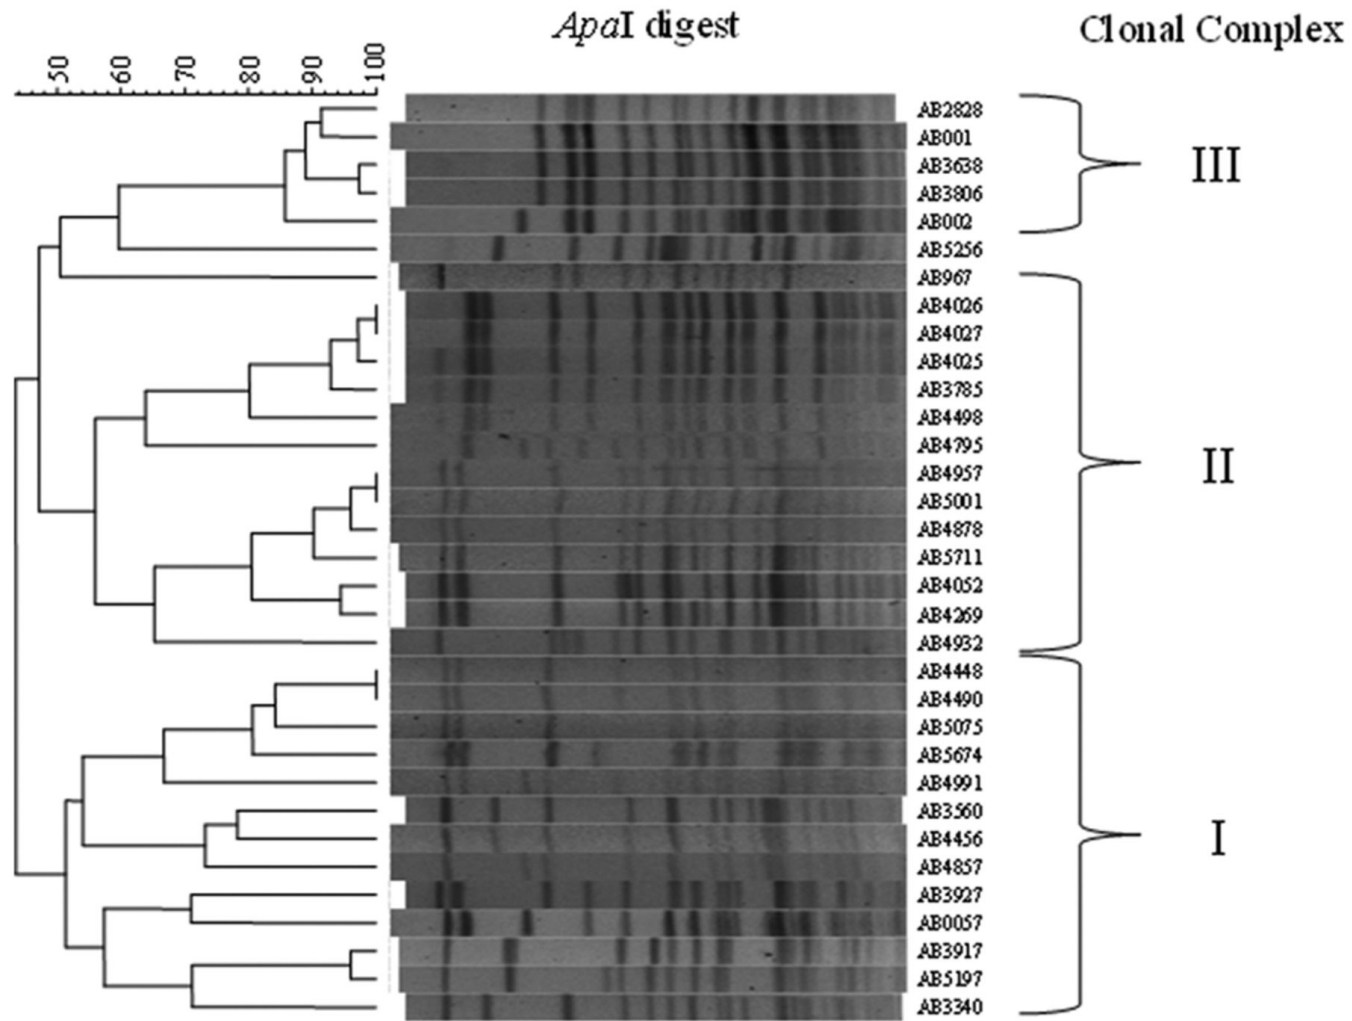 ApaI digest
Clonal Complex
50 60 70 80 90 100
AB2828
AB001
AB3638
AB3806
AB002
AB5256
AB967
AB4026
AB4027
AB4025
AB3785
AB4498
AB4795
AB4957
AB5001
AB4878
AB5711
AB4052
AB4269
AB4932
AB4448
AB4490
AB5075
AB5674
AB4991
AB3560
AB4456
AB4857
AB3927
AB0057
AB3917
AB5197
AB3340
III
II
I